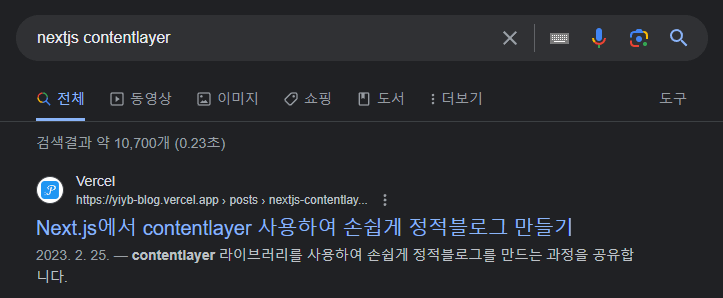 nextjs contentlayer
전체 동영상 이미지 쇼핑 도서 더보기 도구
검색결과 약 10,700개 (0.23초)
Vercel
https://yiyb-blog.vercel.app › posts › nextjs-contentlay...
Next.js에서 contentlayer 사용하여 손쉽게 정적블로그 만들기
2023. 2. 25. — contentlayer 라이브러리를 사용하여 손쉽게 정적블로그를 만드는 과정을 공유합
니다.